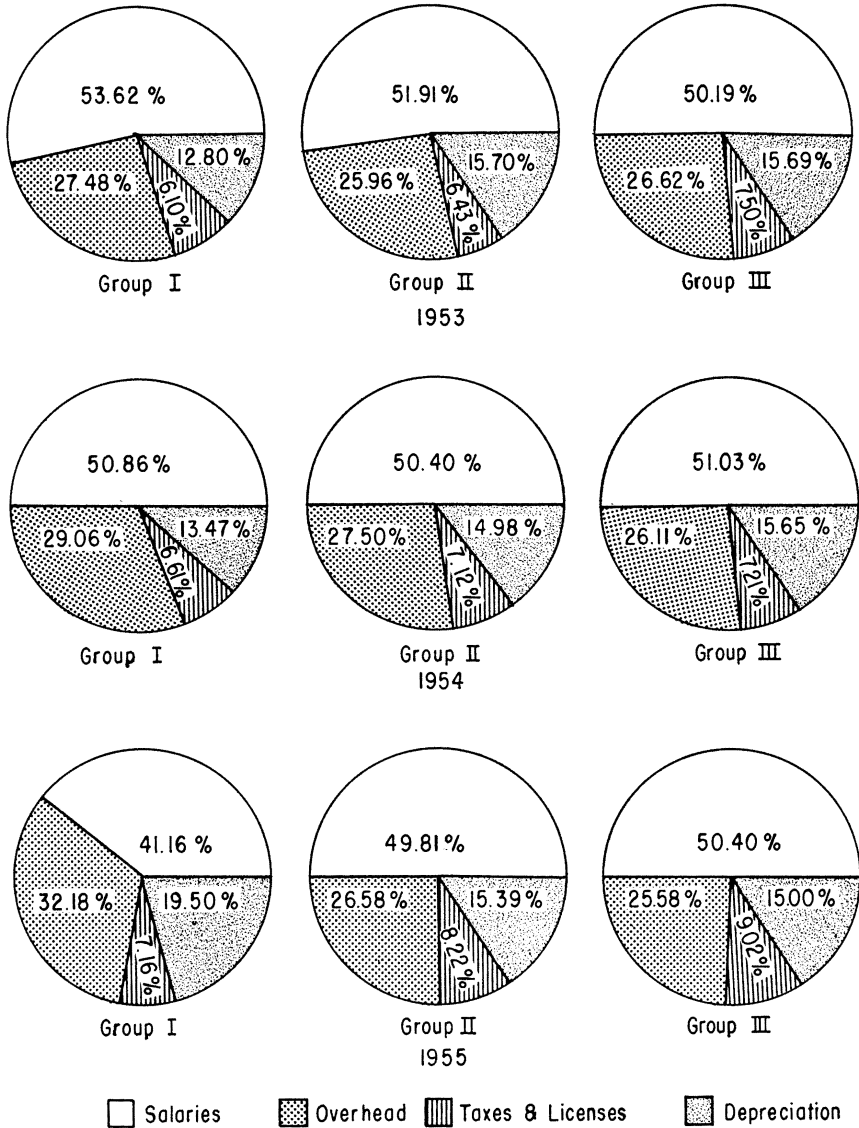 53.62 % 51.91% 50.19%
12.80% 15.70% 15.69%
27.48% 6.10% 25.96% 6.43% 26.62% 7.50%
Group I Group II Group III
1953
50.86% 50.40 % 51.03%
29.06% 13.47% 27.50% 14.98% 26.11% 15.65 %
6.61% 7.12% 7.21%
Group I Group II Group III
1954
41.16 % 49.81% 50.40 %
32.18% 19.50% 26.58% 15.39% 25.58% 15.00%
7.16% 8.22% 9.02%
Group I Group II Group III
1955
Salaries Overhead Taxes & Licenses Depreciation